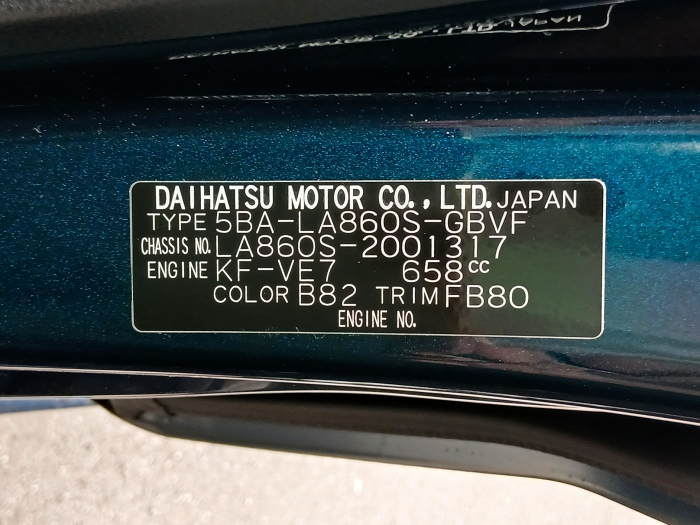 DAIHATSU MOTOR CO., LTD. JAPAN
TYPE 5BA-LA860S-GBVF
CHASSIS NO. LA860S-2001317
ENGINE KF-VE7 658cc
COLOR B82 TRIM FB80
ENGINE NO.